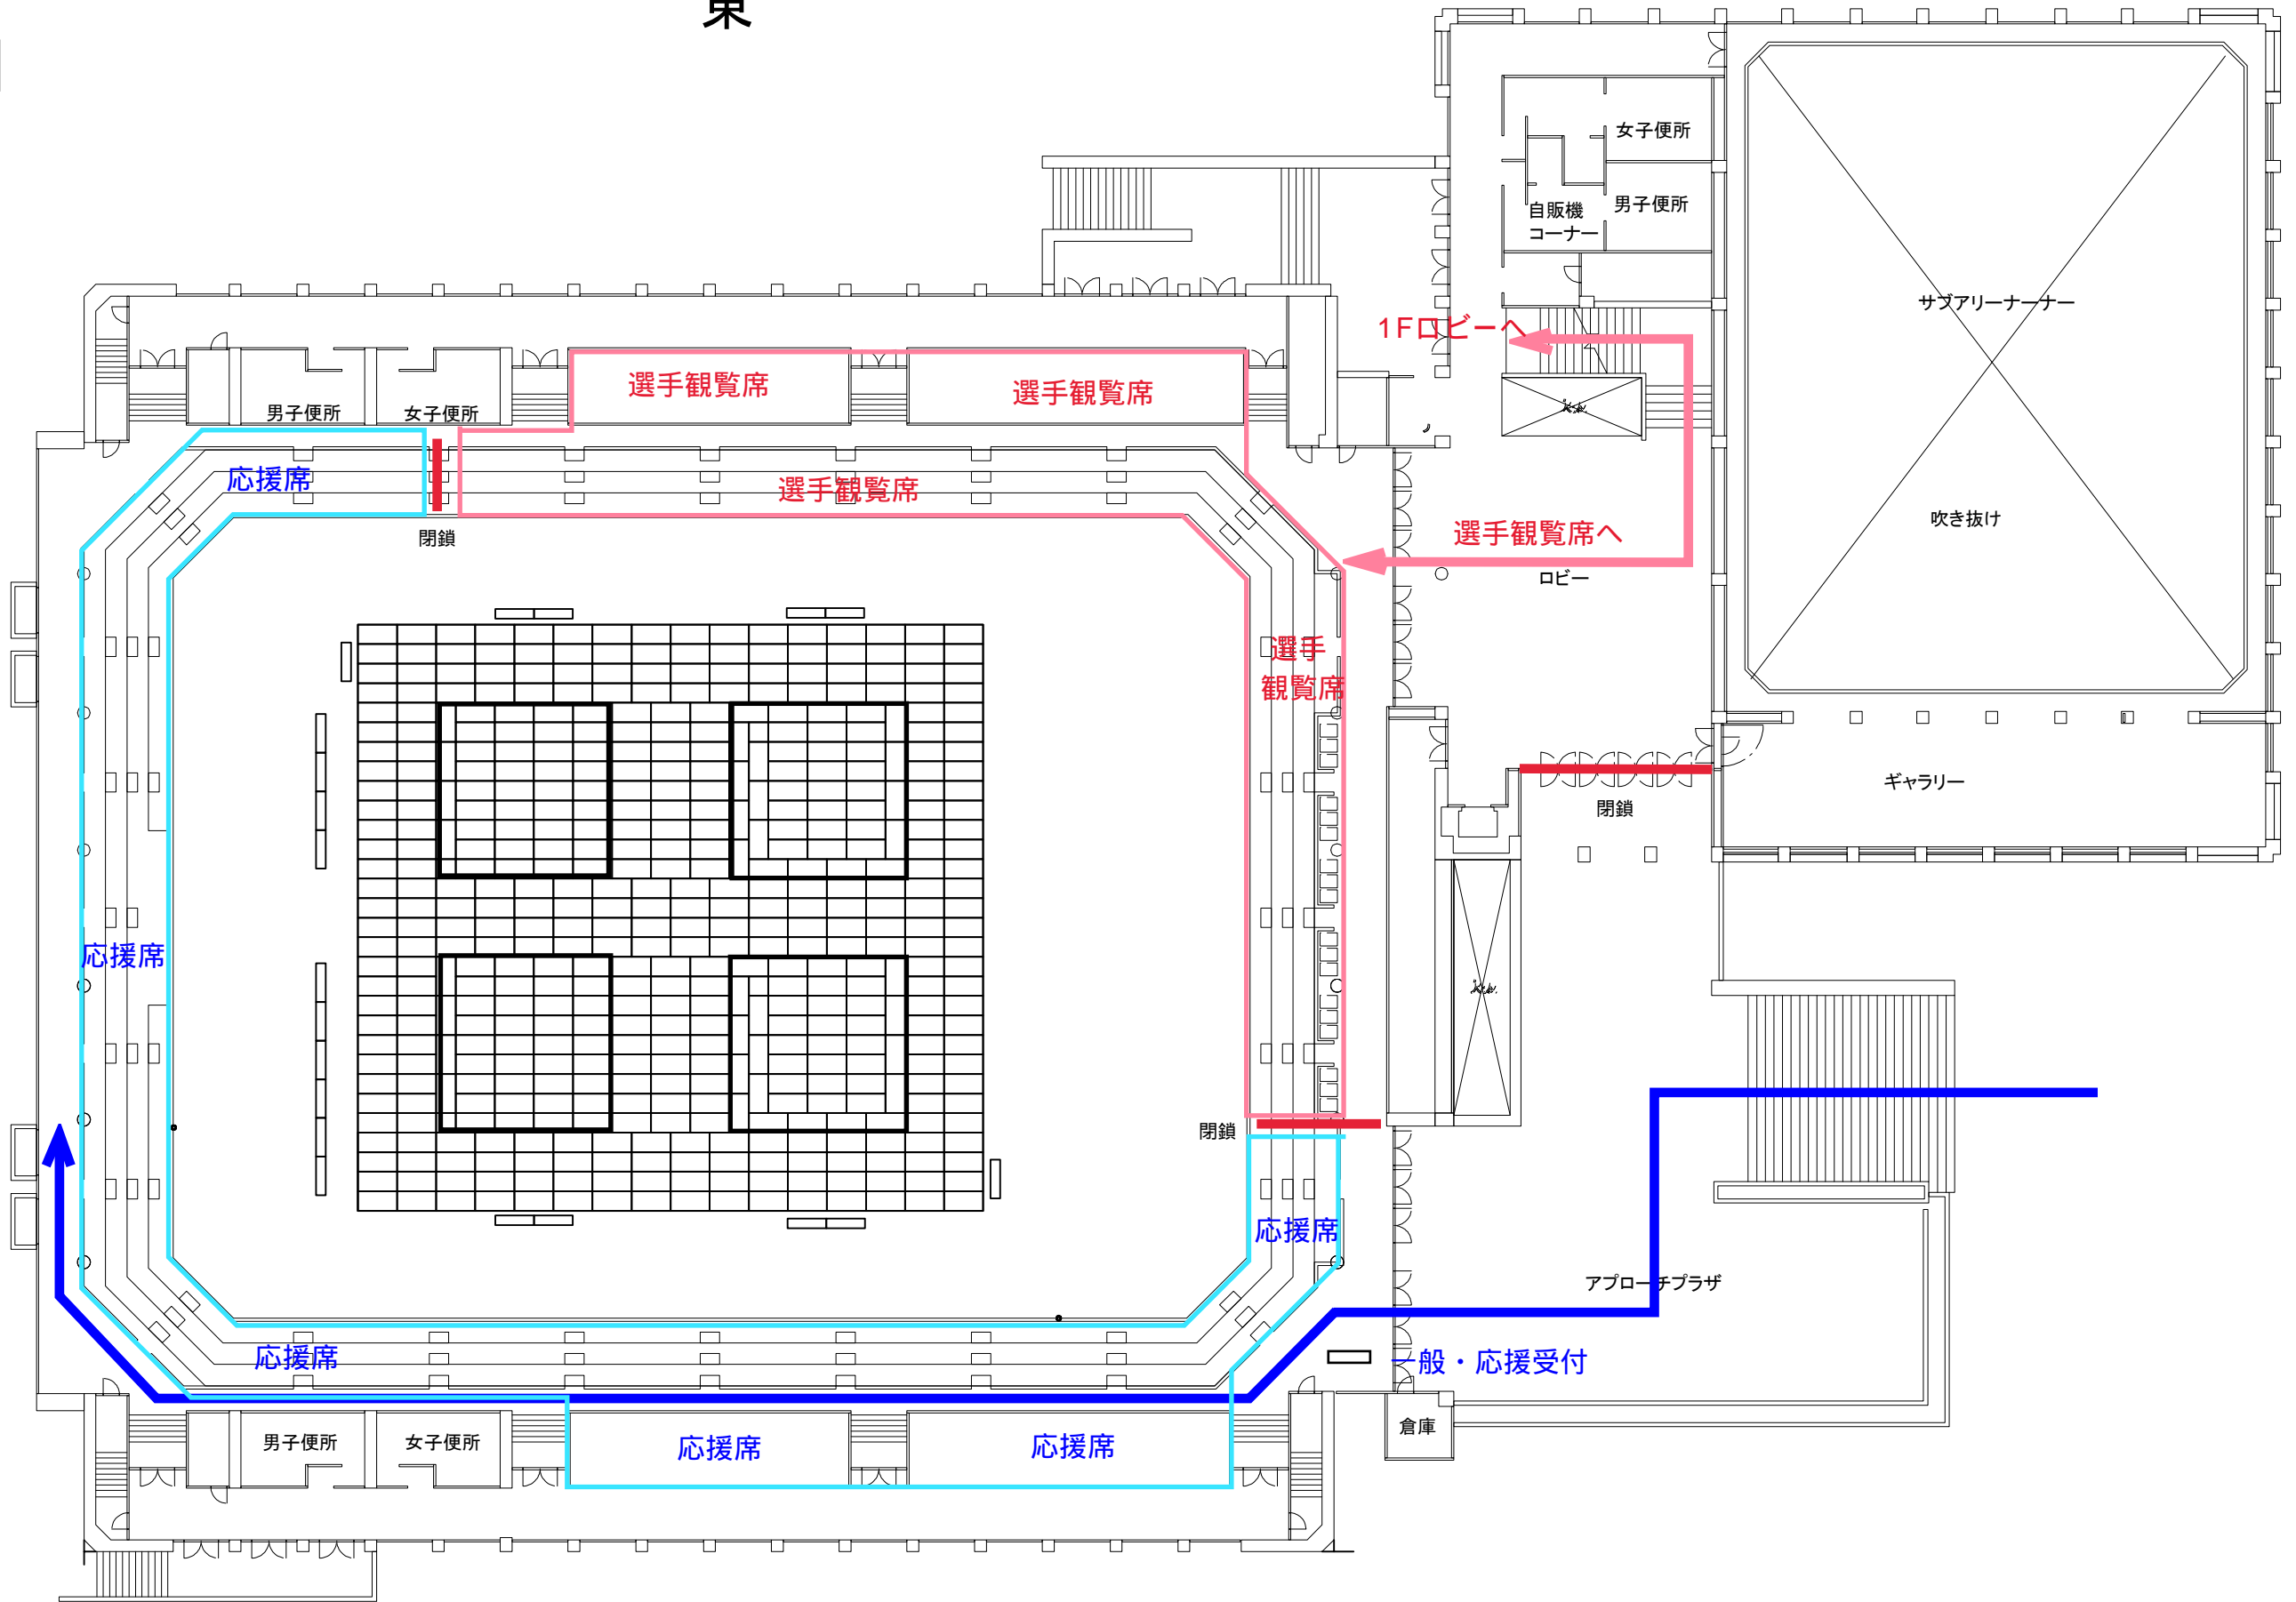 東
女子便所
自販機
コーナー
男子便所
サブアリーナーナー
1Fロビーへ
選手観覧席
選手観覧席
男子便所
女子便所
応援席
選手観覧席
閉鎖
選手観覧席へ
吹き抜け
ロビー
選手
観覧席
ギャラリー
閉鎖
応援席
閉鎖
応援席
アプローチプラザ
応援席
一般・応援受付
倉庫
男子便所
女子便所
応援席
応援席